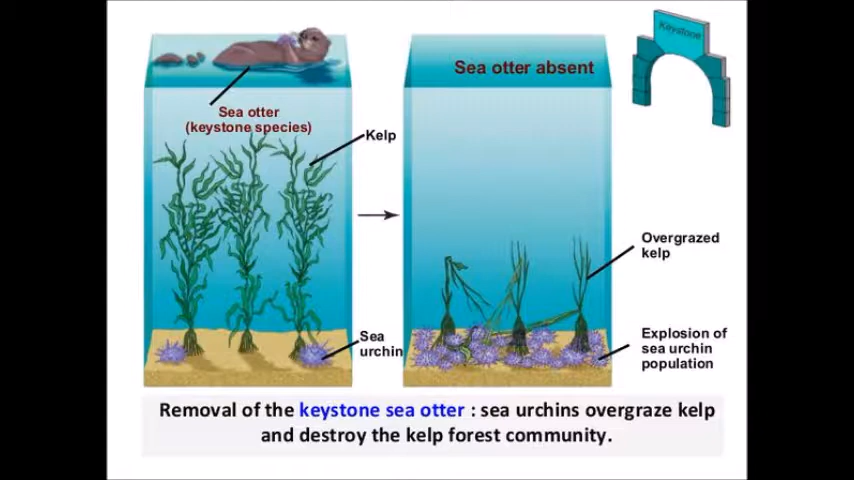 Keystone
Sea otter absent
Sea otter
(keystone species)
Kelp
Overgrazed
kelp
Sea
urchin
Explosion of
sea urchin
population
Removal of the keystone sea otter : sea urchins overgraze kelp
and destroy the kelp forest community.